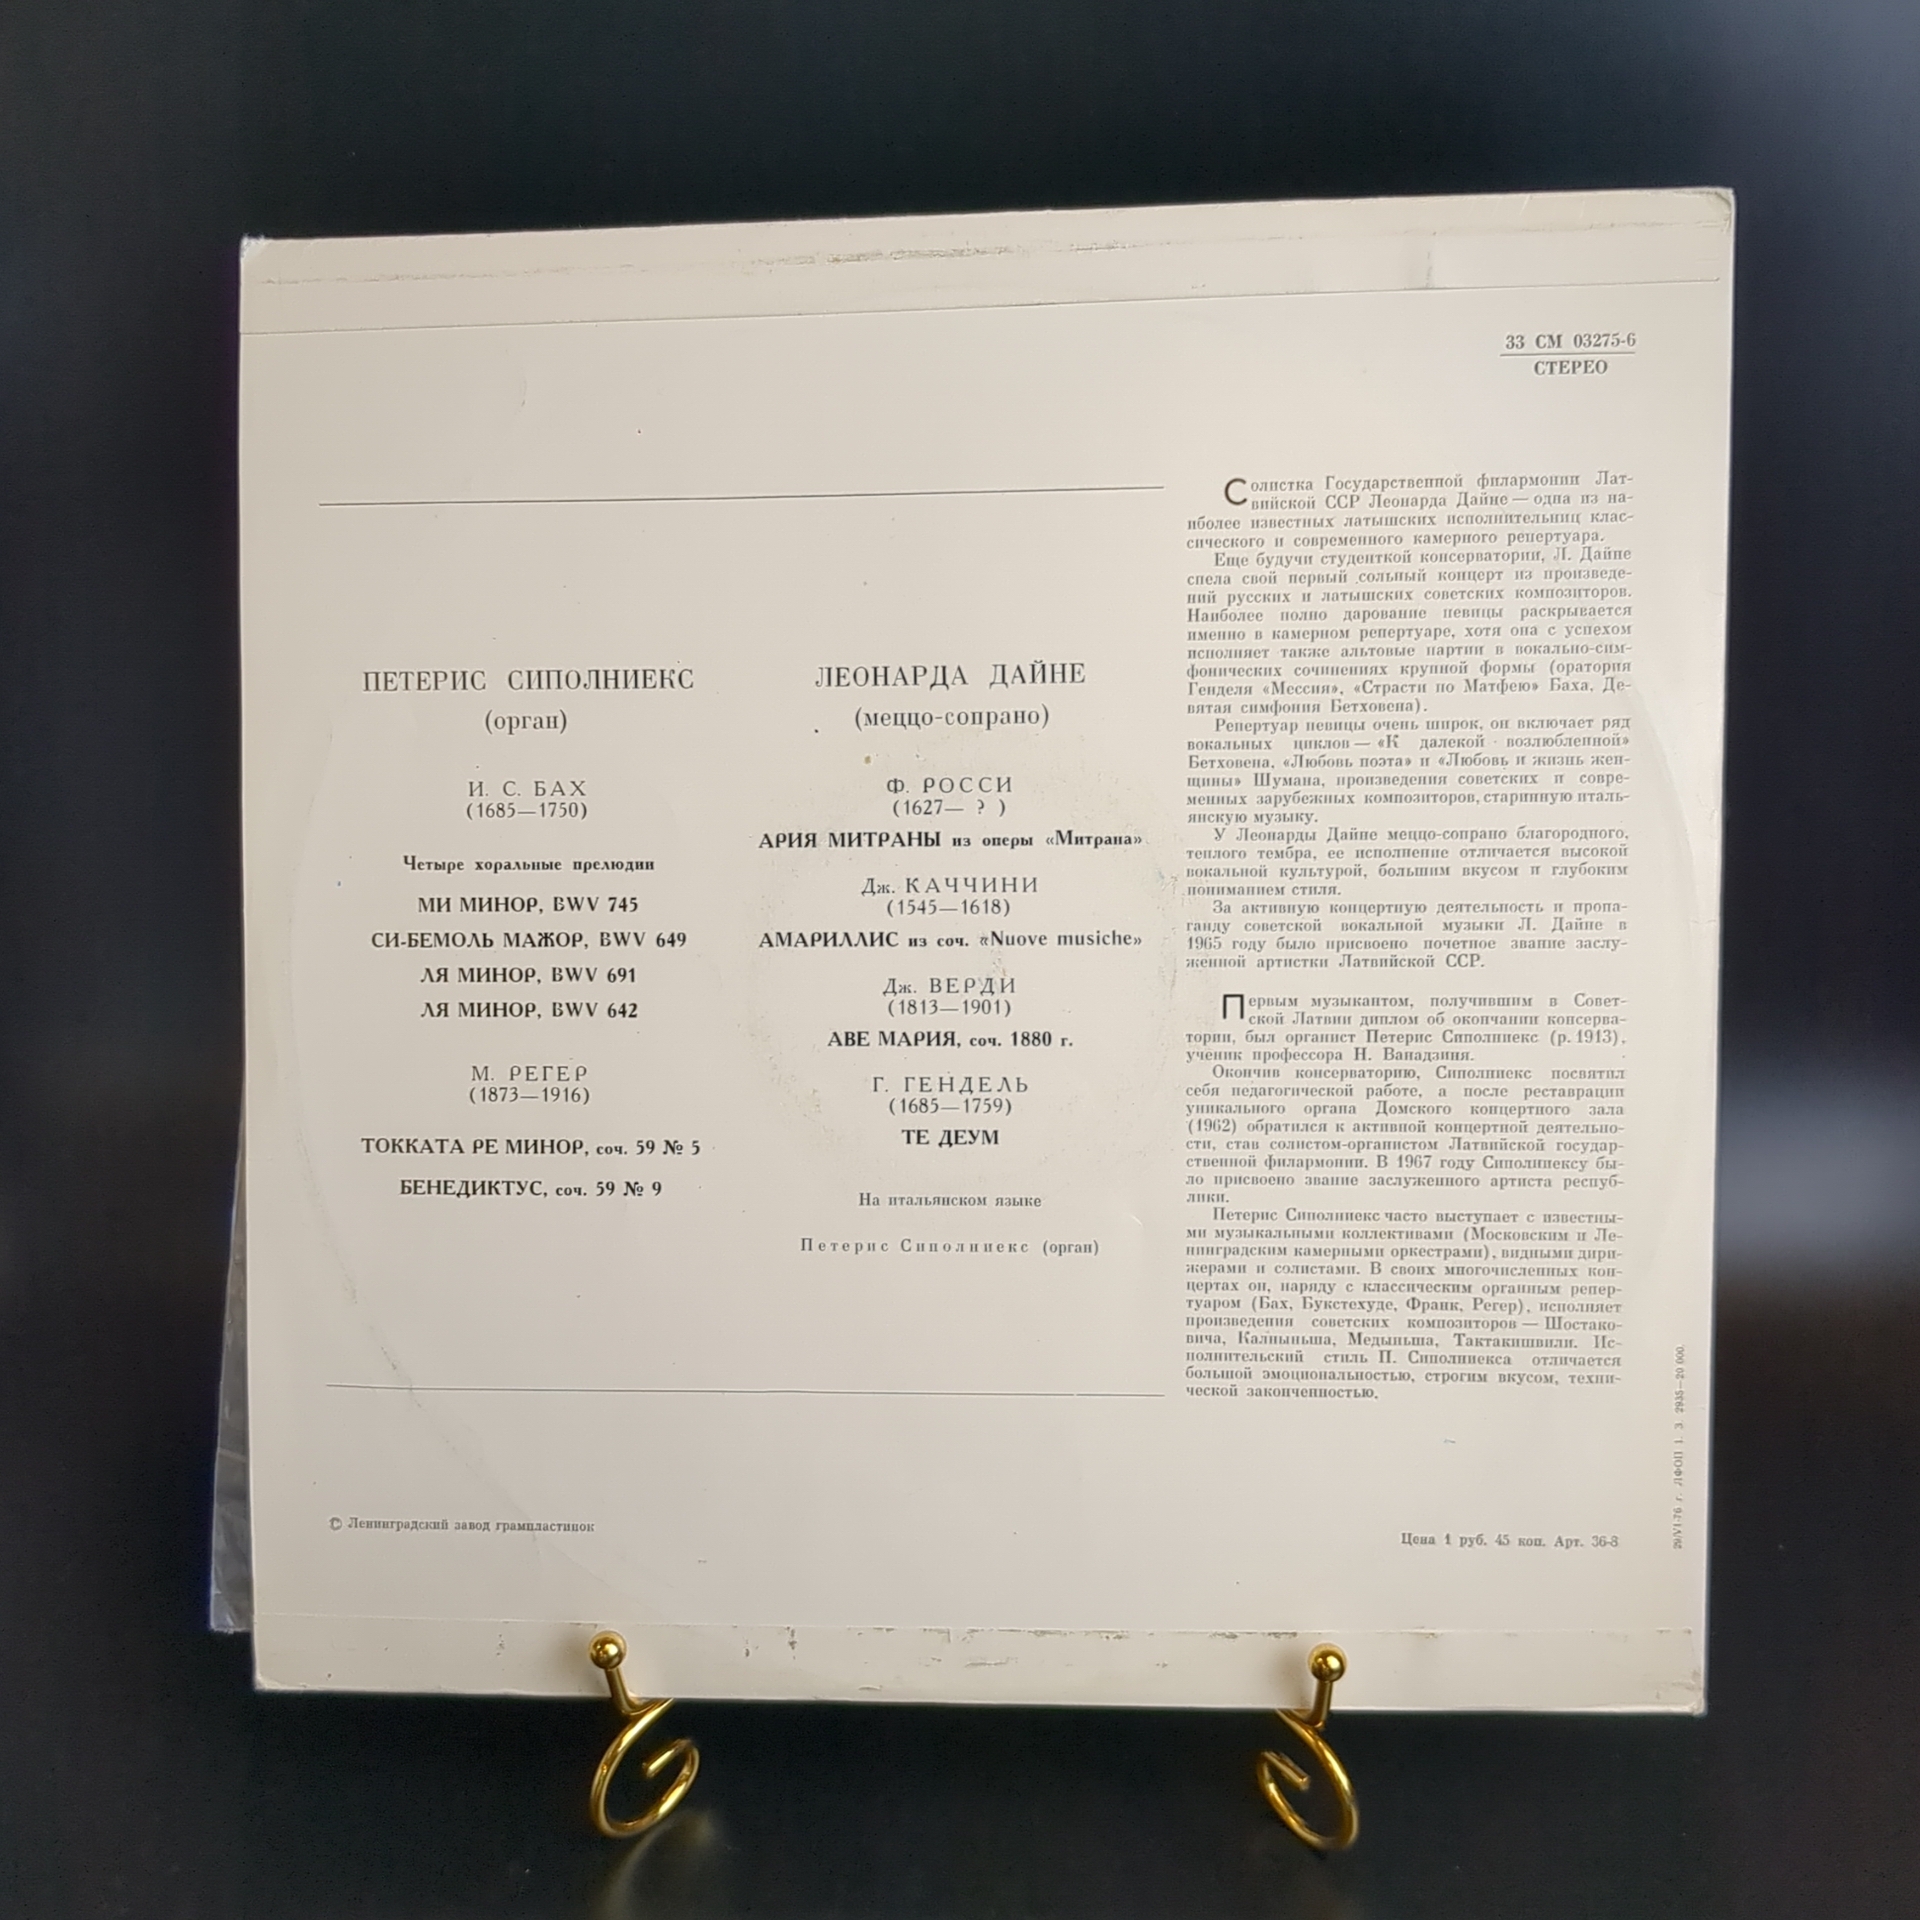 33 СМ 03275-6
СТЕРЕО
ПЕТЕРИС СИПОЛНИЕКС
(орган)
И. С. БАХ
(1685—1750)
Четыре хоральные прелюдии
МИ МИНОР, BWV 745
СИ-БЕМОЛЬ МАЖОР, BWV 649
ЛЯ МИНОР, BWV 691
ЛЯ МИНОР, BWV 642
М. РЕГЕР
(1873—1916)
ТОККАТА РЕ МИНОР, соч. 59 № 5
БЕНЕДИКТУС, соч. 59 № 9
ЛЕОНАРДА ДАЙНЕ
(меццо-сопрано)
Ф. РОССИ
(1627— ? )
АРИЯ МИТРАНЫ из оперы «Митрана»
Дж. КАЧЧИНИ
(1545—1618)
АМАРИЛЛИС из соч. «Nuove musiche»
Дж. ВЕРДИ
(1813—1901)
АВЕ МАРИЯ, соч. 1880 г.
Г. ГЕНДЕЛЬ
(1685—1759)
ТЕ ДЕУМ
На итальянском языке
Петерис Сиполниекс (орган)
Солистка Государственной филармонии Лат-
вийской ССР Леонарда Дайне — одна из на-
иболее известных латышских исполнительниц клас-
сического и современного камерного репертуара.
Еще будучи студенткой консерватории, Л. Дайне
спела свой первый сольный концерт из произведе-
ний русских и латышских советских композиторов.
Наиболее полно дарование певицы раскрывается
именно в камерном репертуаре, хотя она с успехом
исполняет также альтовые партии в вокально-сим-
фонических сочинениях крупной формы (оратория
Генделя «Мессия», «Страсти по Матфею» Баха, Де-
вятая симфония Бетховена).
Репертуар певицы очень широк, он включает ряд
вокальных циклов — «К далекой возлюбленной»
Бетховена, «Любовь поэта» и «Любовь и жизнь жен-
щины» Шумана, произведения советских и совре-
менных зарубежных композиторов, старинную италь-
янскую музыку.
У Леонарды Дайне меццо-сопрано благородного,
теплого тембра, ее исполнение отличается высокой
вокальной культурой, большим вкусом и глубоким
пониманием стиля.
За активную концертную деятельность и пропа-
ганду советской вокальной музыки Л. Дайне в
1965 году было присвоено почетное звание заслу-
женной артистки Латвийской ССР.
Первым музыкантом, получившим в Совет-
ской Латвии диплом об окончании консерва-
тории, был органист Петерис Сиполниекс (р. 1913),
ученик профессора Н. Ванадзиня.
Окончив консерваторию, Сиполниекс посвятил
себя педагогической работе, а после реставрации
уникального органа Домского концертного зала
(1962) обратился к активной концертной деятельно-
сти, став солистом-органистом Латвийской государ-
ственной филармонии. В 1967 году Сиполниексу бы-
ло присвоено звание заслуженного артиста респуб-
лики.
Петерис Сиполниекс часто выступает с известны-
ми музыкальными коллективами (Московским и Ле-
нинградским камерными оркестрами), видными дири-
жерами и солистами. В своих многочисленных кон-
цертах он, наряду с классическим органным репер-
туаром (Бах, Букстехуде, Франк, Регер), исполняет
произведения советских композиторов — Шостако-
вича, Калныньша, Медыньша, Тактакишвили. Ис-
полнительский стиль П. Сиполниекса отличается
большой эмоциональностью, строгим вкусом, техни-
ческой законченностью.
© Ленинградский завод грампластинок
Цена 1 руб. 45 коп. Арт. 36-8
29/VI-76 г. ЛФОП 1. З. 2935—20 000.